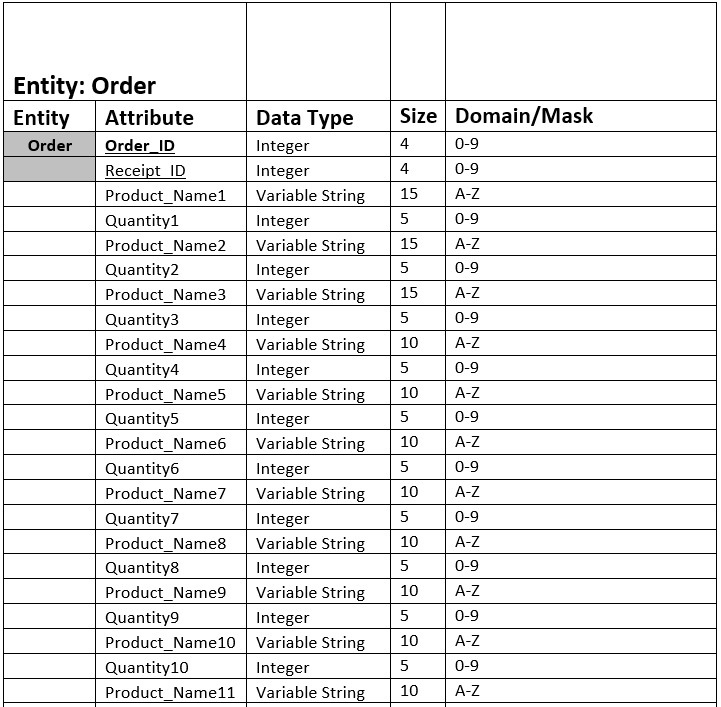 Entity: Order
Entity Attribute Data Type Size Domain/Mask
Order Order_ID Integer 4 0-9
Receipt_ID Integer 4 0-9
Product_Name1 Variable String 15 A-Z
Quantity1 Integer 5 0-9
Product_Name2 Variable String 15 A-Z
Quantity2 Integer 5 0-9
Product_Name3 Variable String 15 A-Z
Quantity3 Integer 5 0-9
Product_Name4 Variable String 10 A-Z
Quantity4 Integer 5 0-9
Product_Name5 Variable String 10 A-Z
Quantity5 Integer 5 0-9
Product_Name6 Variable String 10 A-Z
Quantity6 Integer 5 0-9
Product_Name7 Variable String 10 A-Z
Quantity7 Integer 5 0-9
Product_Name8 Variable String 10 A-Z
Quantity8 Integer 5 0-9
Product_Name9 Variable String 10 A-Z
Quantity9 Integer 5 0-9
Product_Name10 Variable String 10 A-Z
Quantity10 Integer 5 0-9
Product_Name11 Variable String 10 A-Z